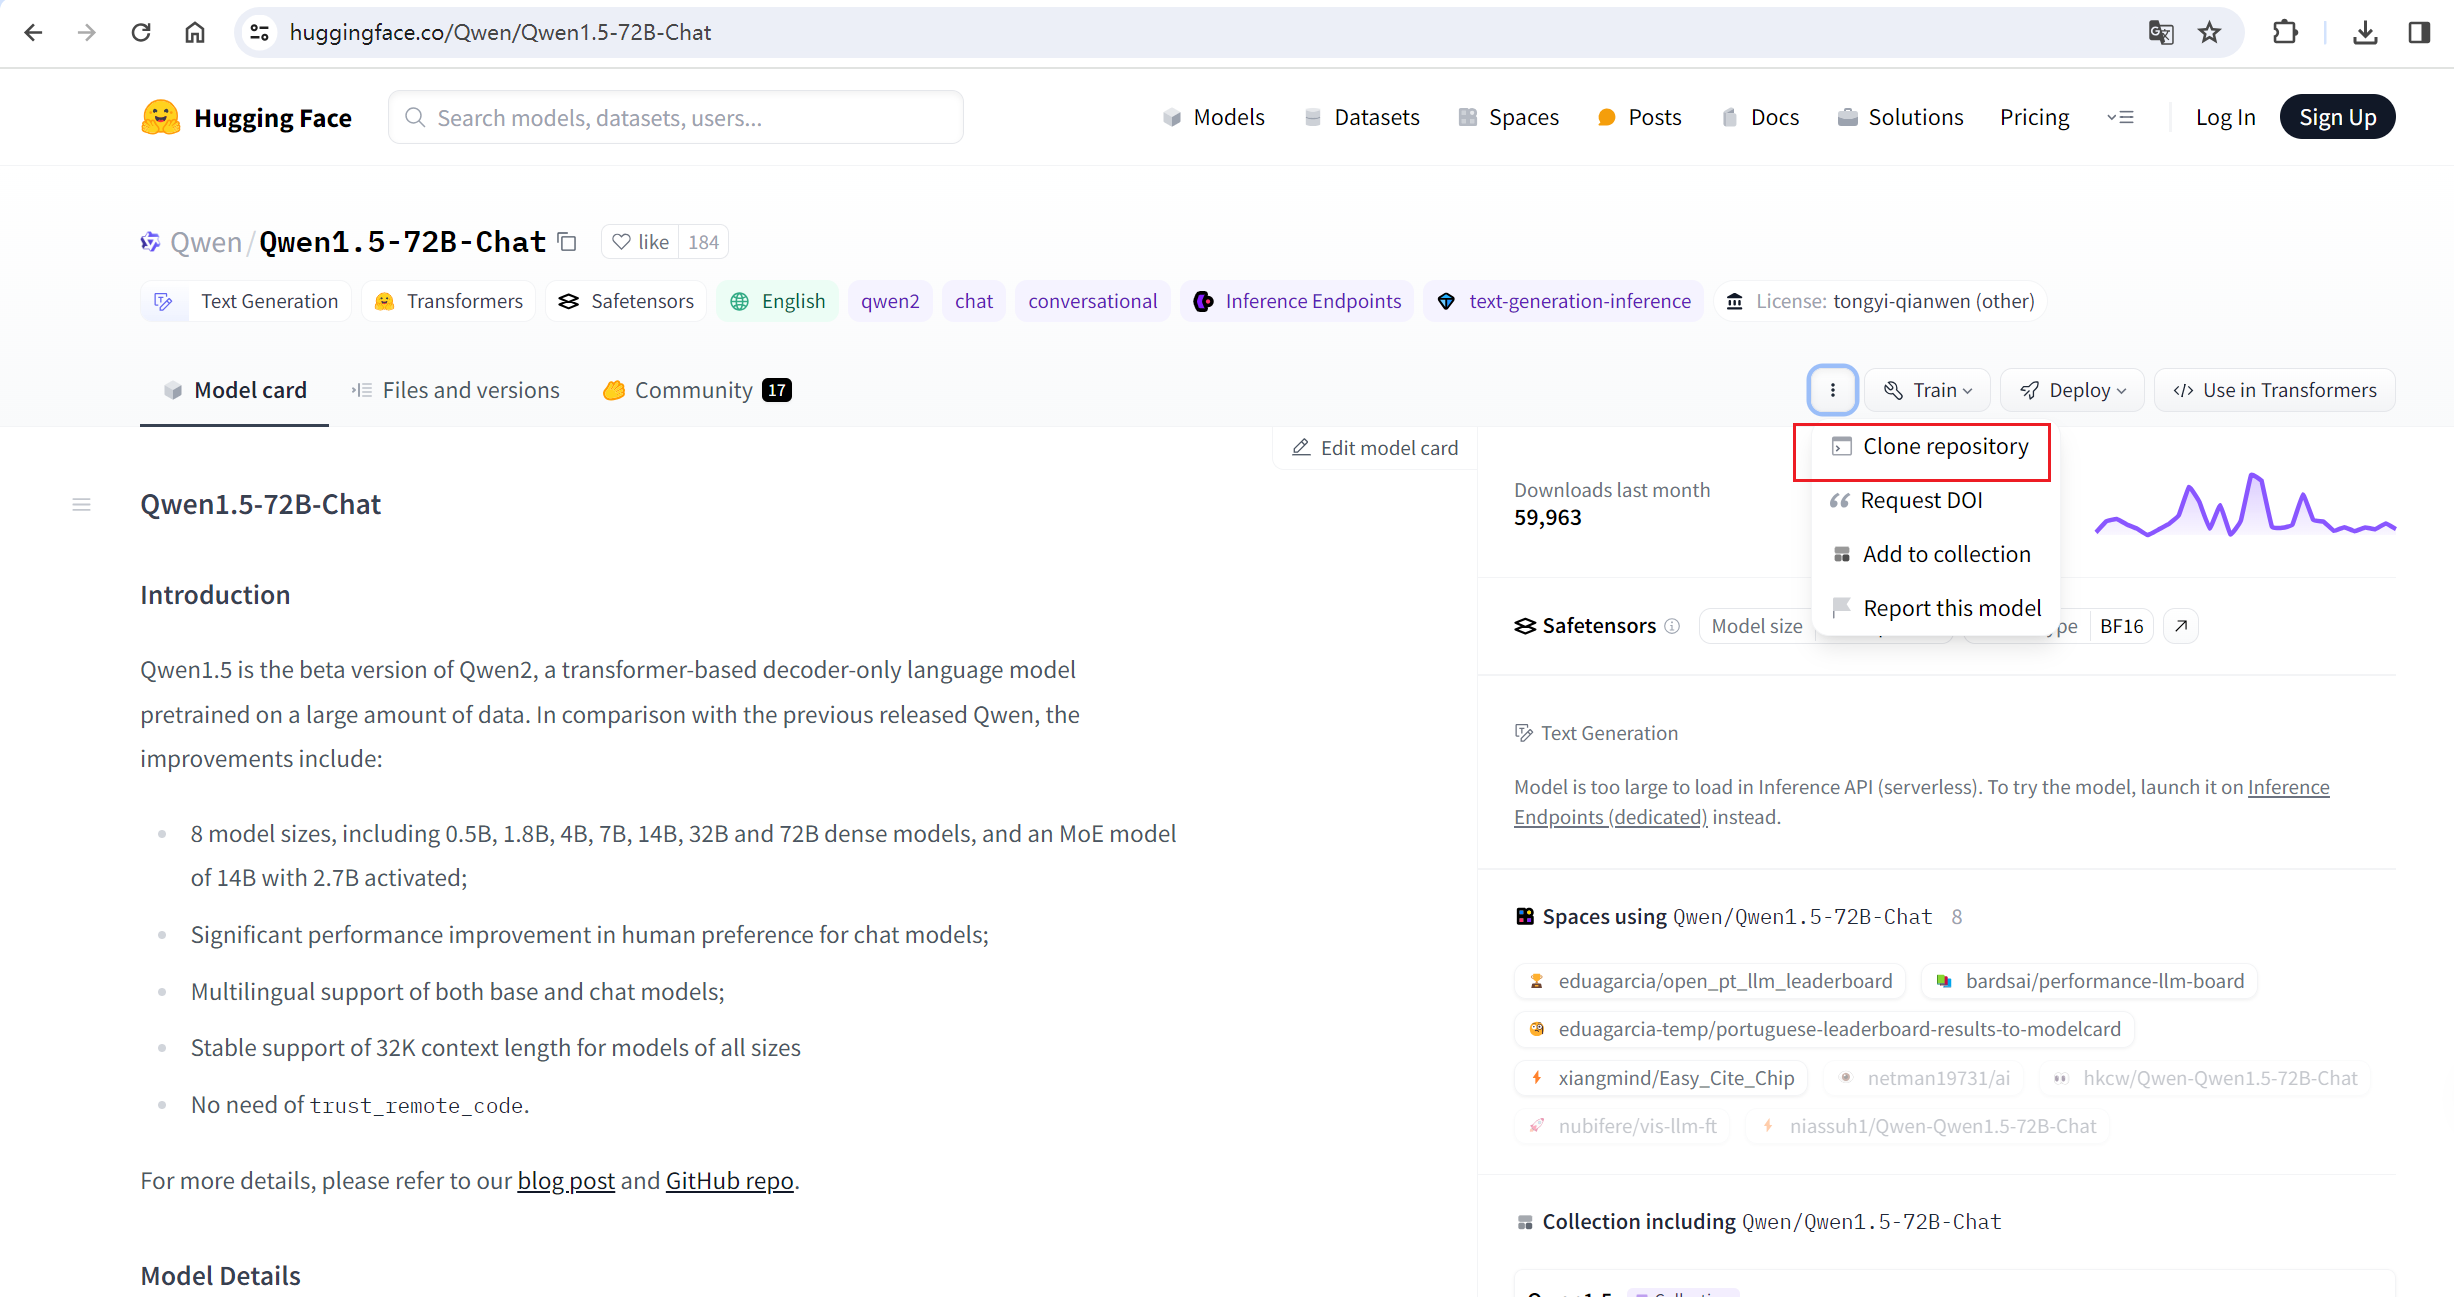 huggingface.co/Qwen/Qwen1.5-72B-Chat
Hugging Face
Search models, datasets, users...
Models
Datasets
Spaces
Posts
Docs
Solutions
Pricing
Log In
Sign Up
Qwen/Qwen1.5-72B-Chat
like 184
Text Generation
Transformers
Safetensors
English
qwen2
chat
conversational
Inference Endpoints
text-generation-inference
License: tongyi-qianwen (other)
Model card
Files and versions
Community 17
Train
Deploy
</> Use in Transformers
Clone repository
Request DOI
Add to collection
Report this model
Edit model card
Qwen1.5-72B-Chat
Introduction
Qwen1.5 is the beta version of Qwen2, a transformer-based decoder-only language model
pretrained on a large amount of data. In comparison with the previous released Qwen, the
improvements include:
8 model sizes, including 0.5B, 1.8B, 4B, 7B, 14B, 32B and 72B dense models, and an MoE model
of 14B with 2.7B activated;
Significant performance improvement in human preference for chat models;
Multilingual support of both base and chat models;
Stable support of 32K context length for models of all sizes
No need of trust_remote_code.
For more details, please refer to our blog post and GitHub repo.
Model Details
Downloads last month
59,963
Safetensors
Model size
BF16
Text Generation
Model is too large to load in Inference API (serverless). To try the model, launch it on Inference
Endpoints (dedicated) instead.
Spaces using Qwen/Qwen1.5-72B-Chat 8
eduagarcia/open_pt_llm_leaderboard
bardsai/performance-llm-board
eduagarcia-temp/portuguese-leaderboard-results-to-modelcard
xiangmind/Easy_Cite_Chip
netman19731/ai
hkcw/Qwen-Qwen1.5-72B-Chat
nubifere/vis-llm-ft
niassuh1/Qwen-Qwen1.5-72B-Chat
Collection including Qwen/Qwen1.5-72B-Chat